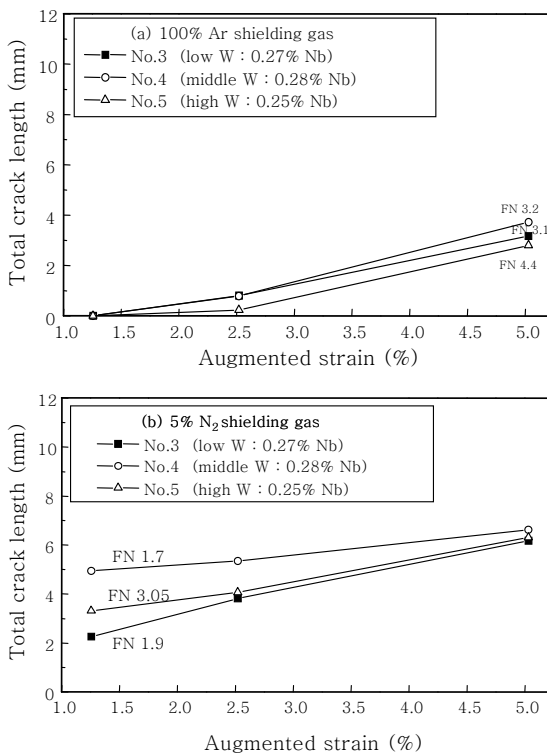 12
(a) 100% Ar shielding gas
No.3 (low W : 0.27% Nb)
10
No.4 (middle W : 0.28% Nb)
No.5 (high W : 0.25% Nb)
8
6
4
2
0
Total crack length (mm)
FN 3.2
FN 3.1
FN 4.4
1.0 1.5 2.0 2.5 3.0 3.5 4.0 4.5 5.0
Augmented strain (%)
12
(b) 5% N2 shielding gas
No.3 (low W : 0.27% Nb)
10
No.4 (middle W : 0.28% Nb)
No.5 (high W : 0.25% Nb)
8
6
4
2
0
Total crack length (mm)
FN 1.7
FN 3.05
FN 1.9
1.0 1.5 2.0 2.5 3.0 3.5 4.0 4.5 5.0
Augmented strain (%)